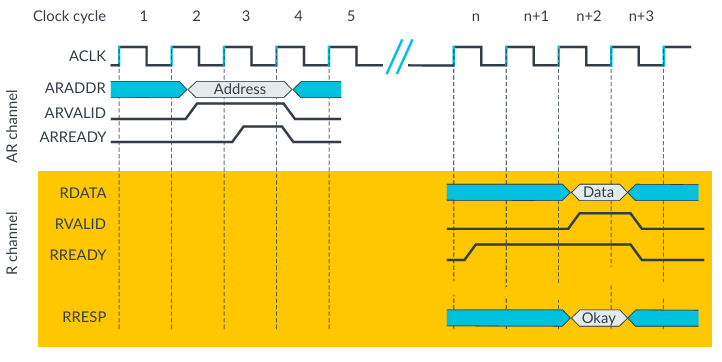 Clock cycle 1 2 3 4 5 n n+1 n+2 n+3
ACLK
AR channel
ARADDR Address
ARVALID
ARREADY
R channel
RDATA Data
RVALID
RREADY
RRESP Okay